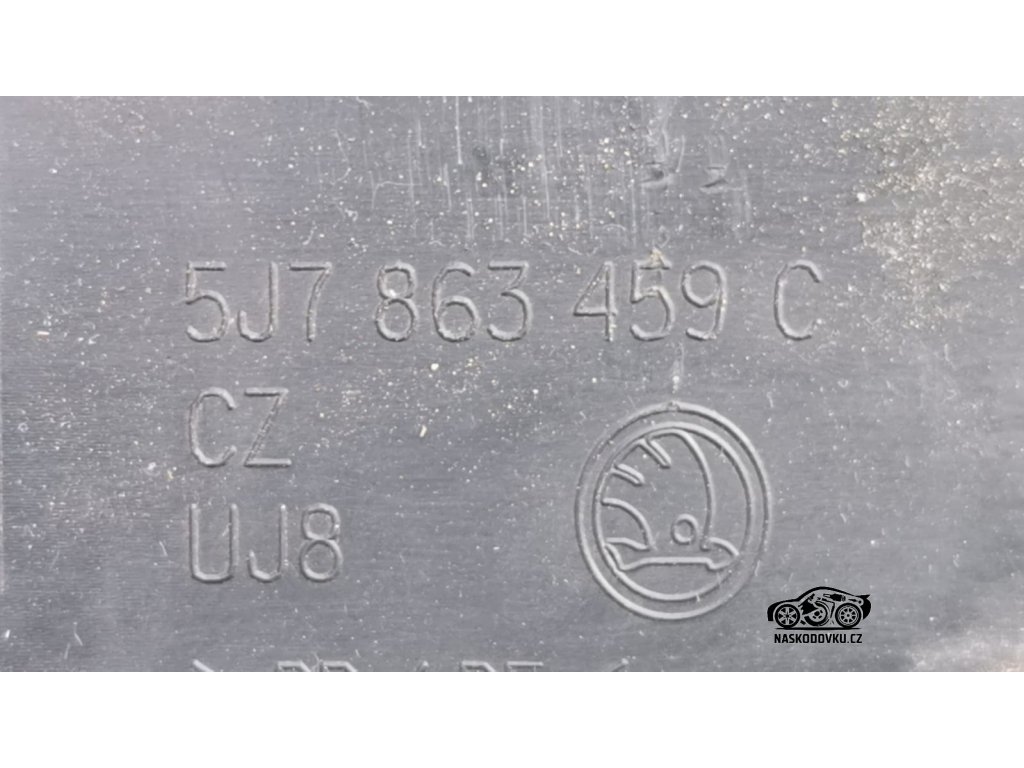 5J7 863 459 C
CZ
UJ8
NASKODOVKU.CZ